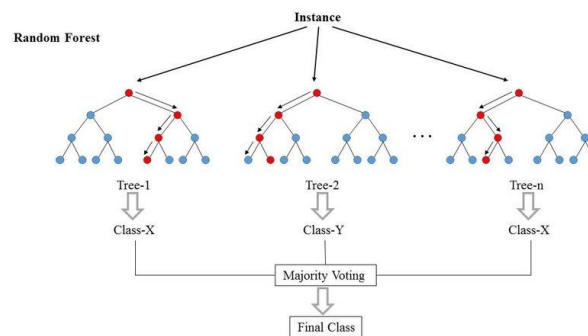 Instance
Random Forest
...
Tree-1 Tree-2 Tree-n
Class-X Class-Y Class-X
Majority Voting
Final Class